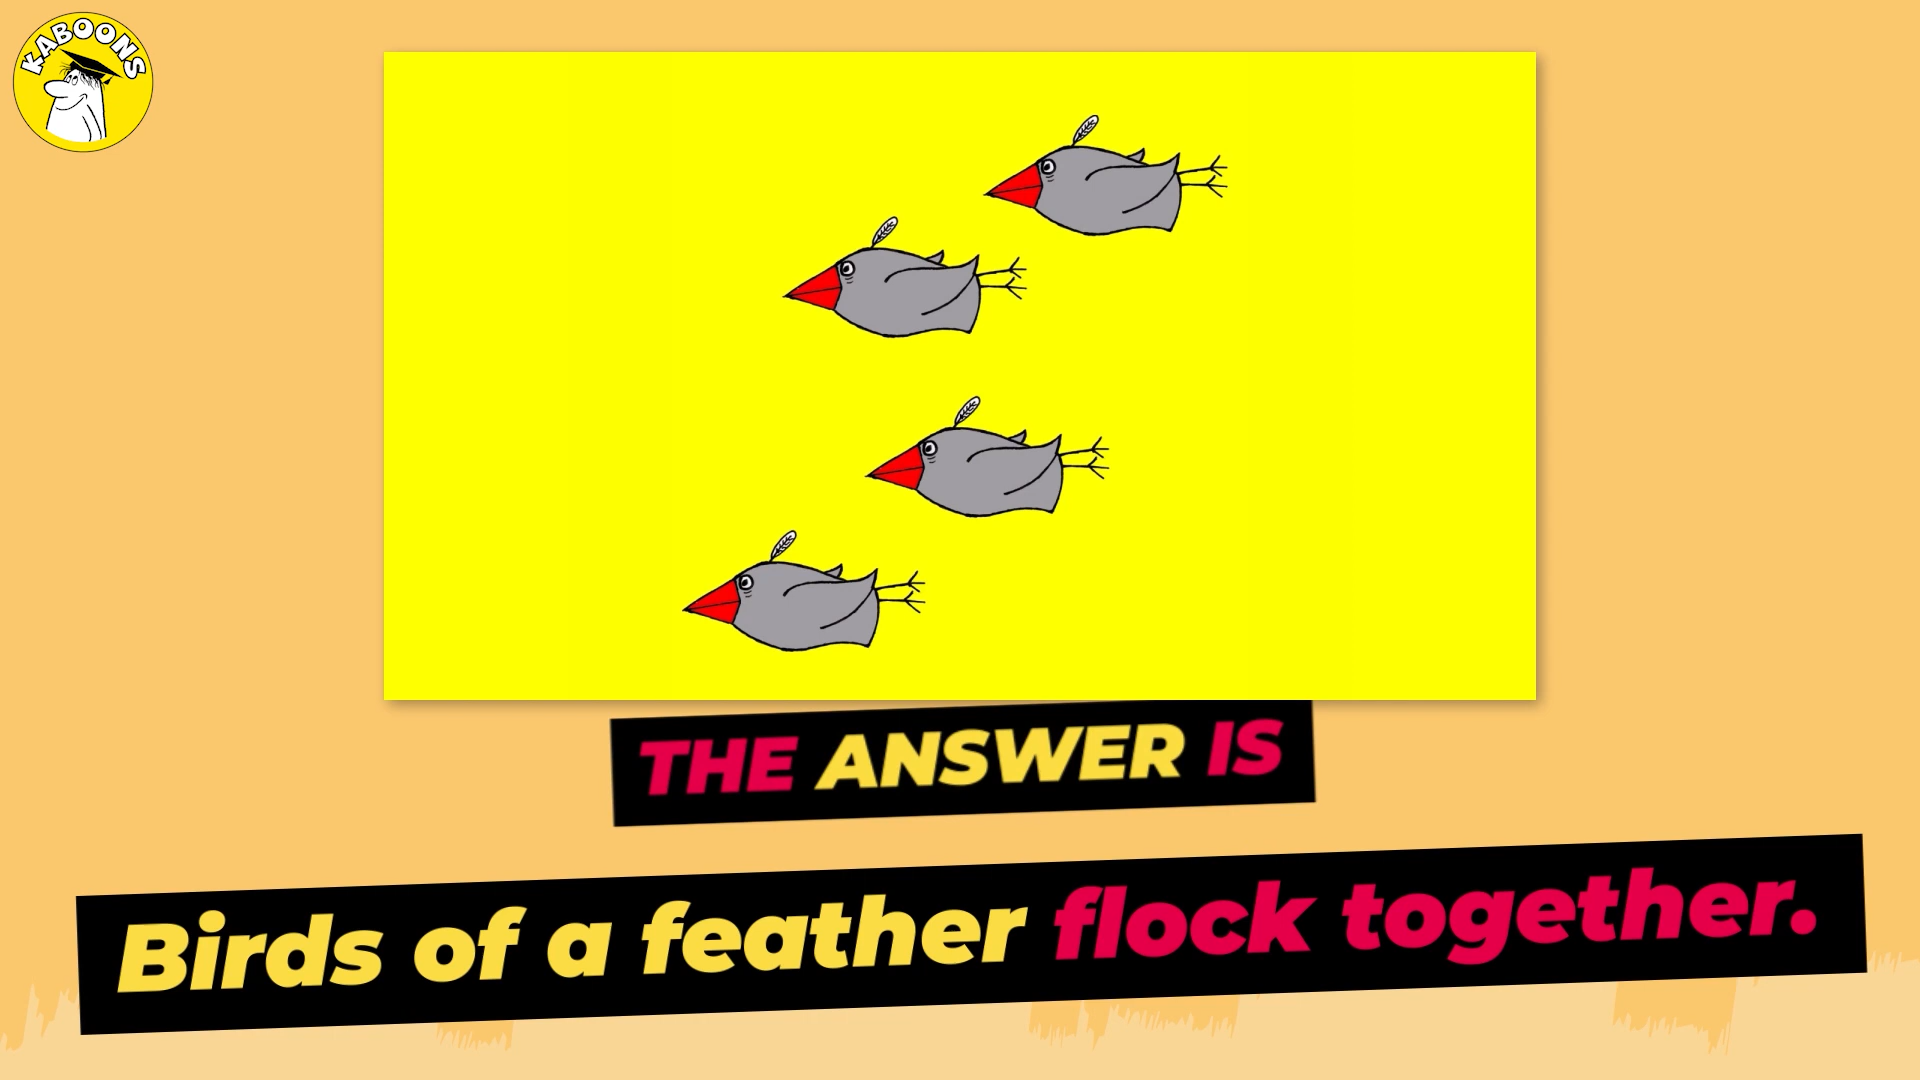 KABOONS
THE ANSWER IS
Birds of a feather flock together.